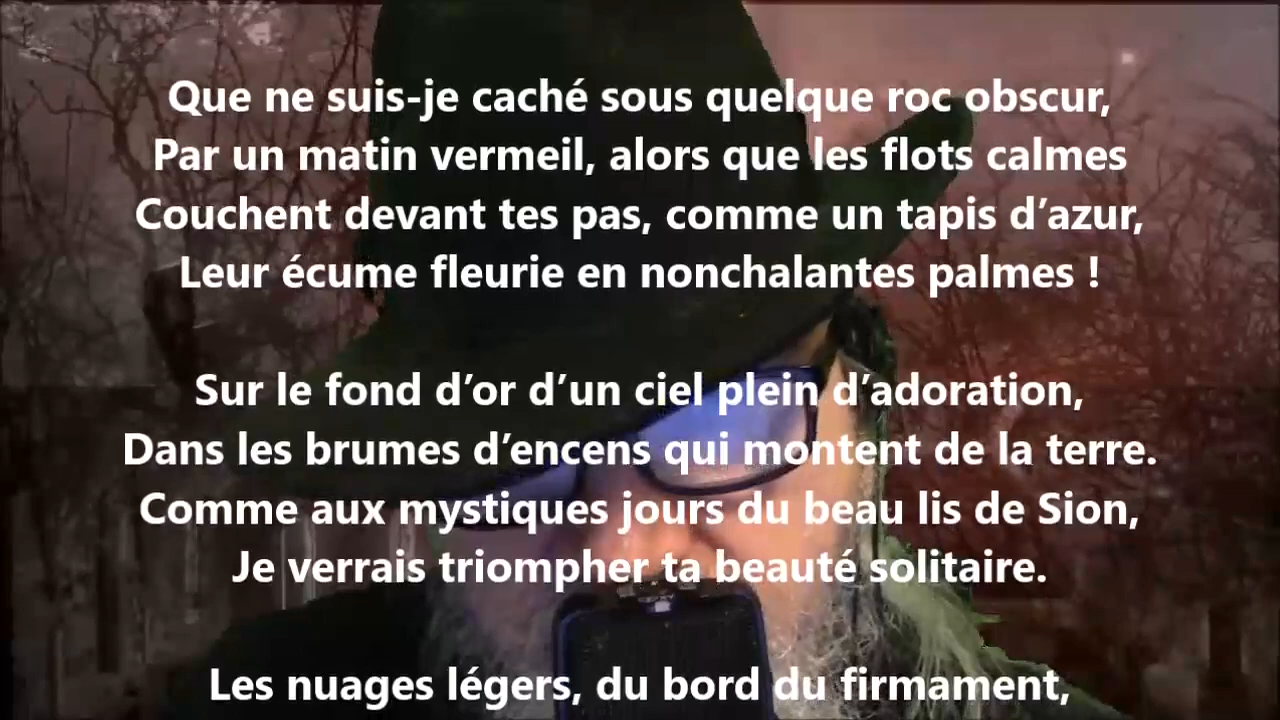 Que ne suis-je caché sous quelque roc obscur,
Par un matin vermeil, alors que les flots calmes
Couchent devant tes pas, comme un tapis d’azur,
Leur écume fleurie en nonchalantes palmes !
Sur le fond d’or d’un ciel plein d’adoration,
Dans les brumes d’encens qui montent de la terre.
Comme aux mystiques jours du beau lis de Sion,
Je verrais triompher ta beauté solitaire.
Les nuages légers, du bord du firmament,